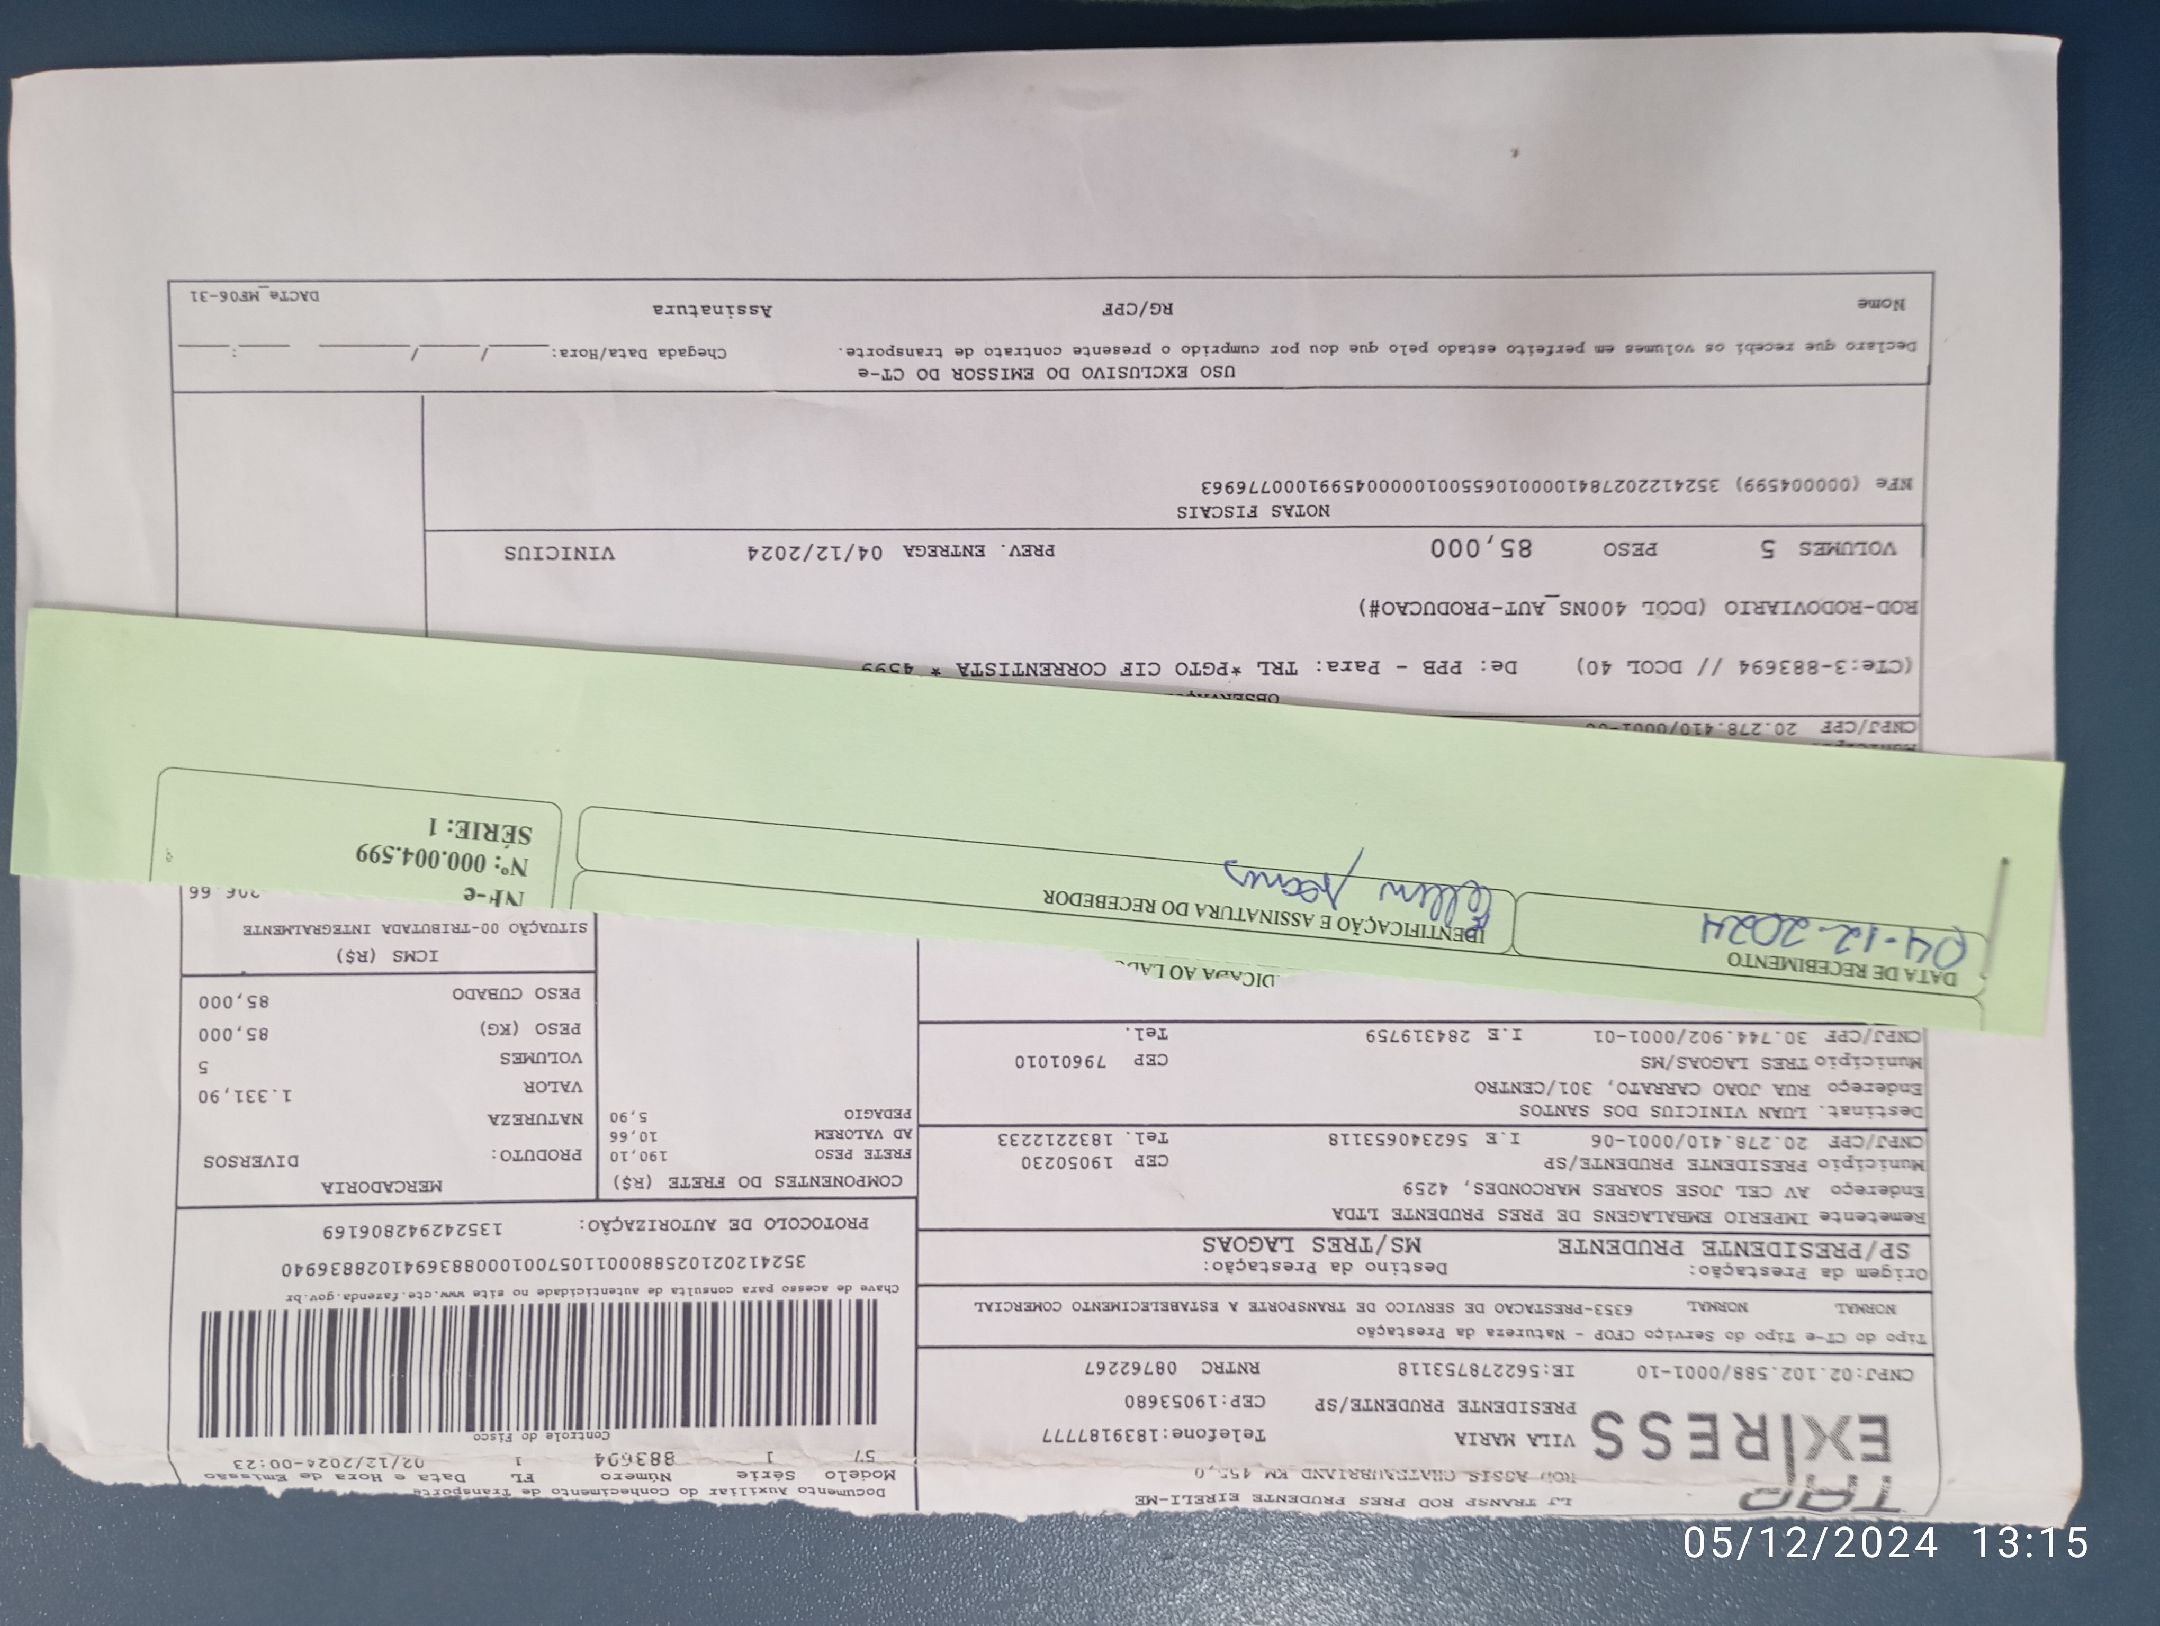 TAP
EXPRESS
LJ TRANSP ROD PRES PRUDENTE EIRELI-ME
ROD ASSIS CHATEAUBRIAND KM 455,0
VILA MARIA Telefone:1839187777
PRESIDENTE PRUDENTE/SP CEP:19053680
CNPJ:02.102.588/0001-10 IE:562278753118 RNTRC 08762267
Documento Auxiliar do Conhecimento de Transporte
Modelo Série Número FL Data e Hora de Emissão
57 1 883694 1 02/12/2024-00:23
Controle do Fisco
Chave de acesso para consulta de autenticidade no site www.cte.fazenda.gov.br
35241202102588000110570010008836941028836940
PROTOCOLO DE AUTORIZAÇÃO: 135242942806169
Tipo do CT-e Tipo do Serviço CFOP - Natureza da Prestação
NORMAL NORMAL 6353-PRESTACAO DE SERVICO DE TRANSPORTE A ESTABELECIMENTO COMERCIAL
Origem da Prestação: Destino da Prestação:
SP/PRESIDENTE PRUDENTE MS/TRES LAGOAS
Remetente IMPERIO EMBALAGENS DE PRES PRUDENTE LTDA
Endereço AV CEL JOSE SOARES MARCONDES, 4259
Município PRESIDENTE PRUDENTE/SP CEP 19050230
CNPJ/CPF 20.278.410/0001-06 I.E 562340653118 Tel. 1832212233
Destinat. LUAN VINICIUS DOS SANTOS
Endereço RUA JOAO CARRATO, 301/CENTRO
Município TRES LAGOAS/MS CEP 79601010
CNPJ/CPF 30.744.902/0001-01 I.E 284319759 Tel.
COMPONENTES DO FRETE (R$)
FRETE PESO 190,10
AD VALOREM 10,66
PEDAGIO 5,90
MERCADORIA
PRODUTO: DIVERSOS
NATUREZA
VALOR 1.331,90
VOLUMES 5
PESO (KG) 85,000
PESO CUBADO 85,000
ICMS (R$)
SITUAÇÃO 00-TRIBUTADA INTEGRALMENTE
206,66
DATA DE RECEBIMENTO
04-12-2024
IDENTIFICAÇÃO E ASSINATURA DO RECEBEDOR
NF-e
Nº: 000.004.599
SÉRIE: 1
CNPJ/CPF 20.278.410/0001-06
(CTe:3-883694 // DCOL 40) De: PPB - Para: TRL *PGTO CIF CORRENTISTA * 4599
ROD-RODOVIARIO (DCOL 400NS_AUT-PRODUCAO#)
VOLUMES 5 PESO 85,000 PREV. ENTREGA 04/12/2024 VINICIUS
NOTAS FISCAIS
NFe (000004599) 35241220278410000106550010000045991000776963
USO EXCLUSIVO DO EMISSOR DO CT-e
Declaro que recebi os volumes em perfeito estado pelo que dou por cumprido o presente contrato de transporte.
Chegada Data/Hora: ____/____/____ ___:___
Nome RG/CPF Assinatura
DACTe_MF06-31
05/12/2024 13:15